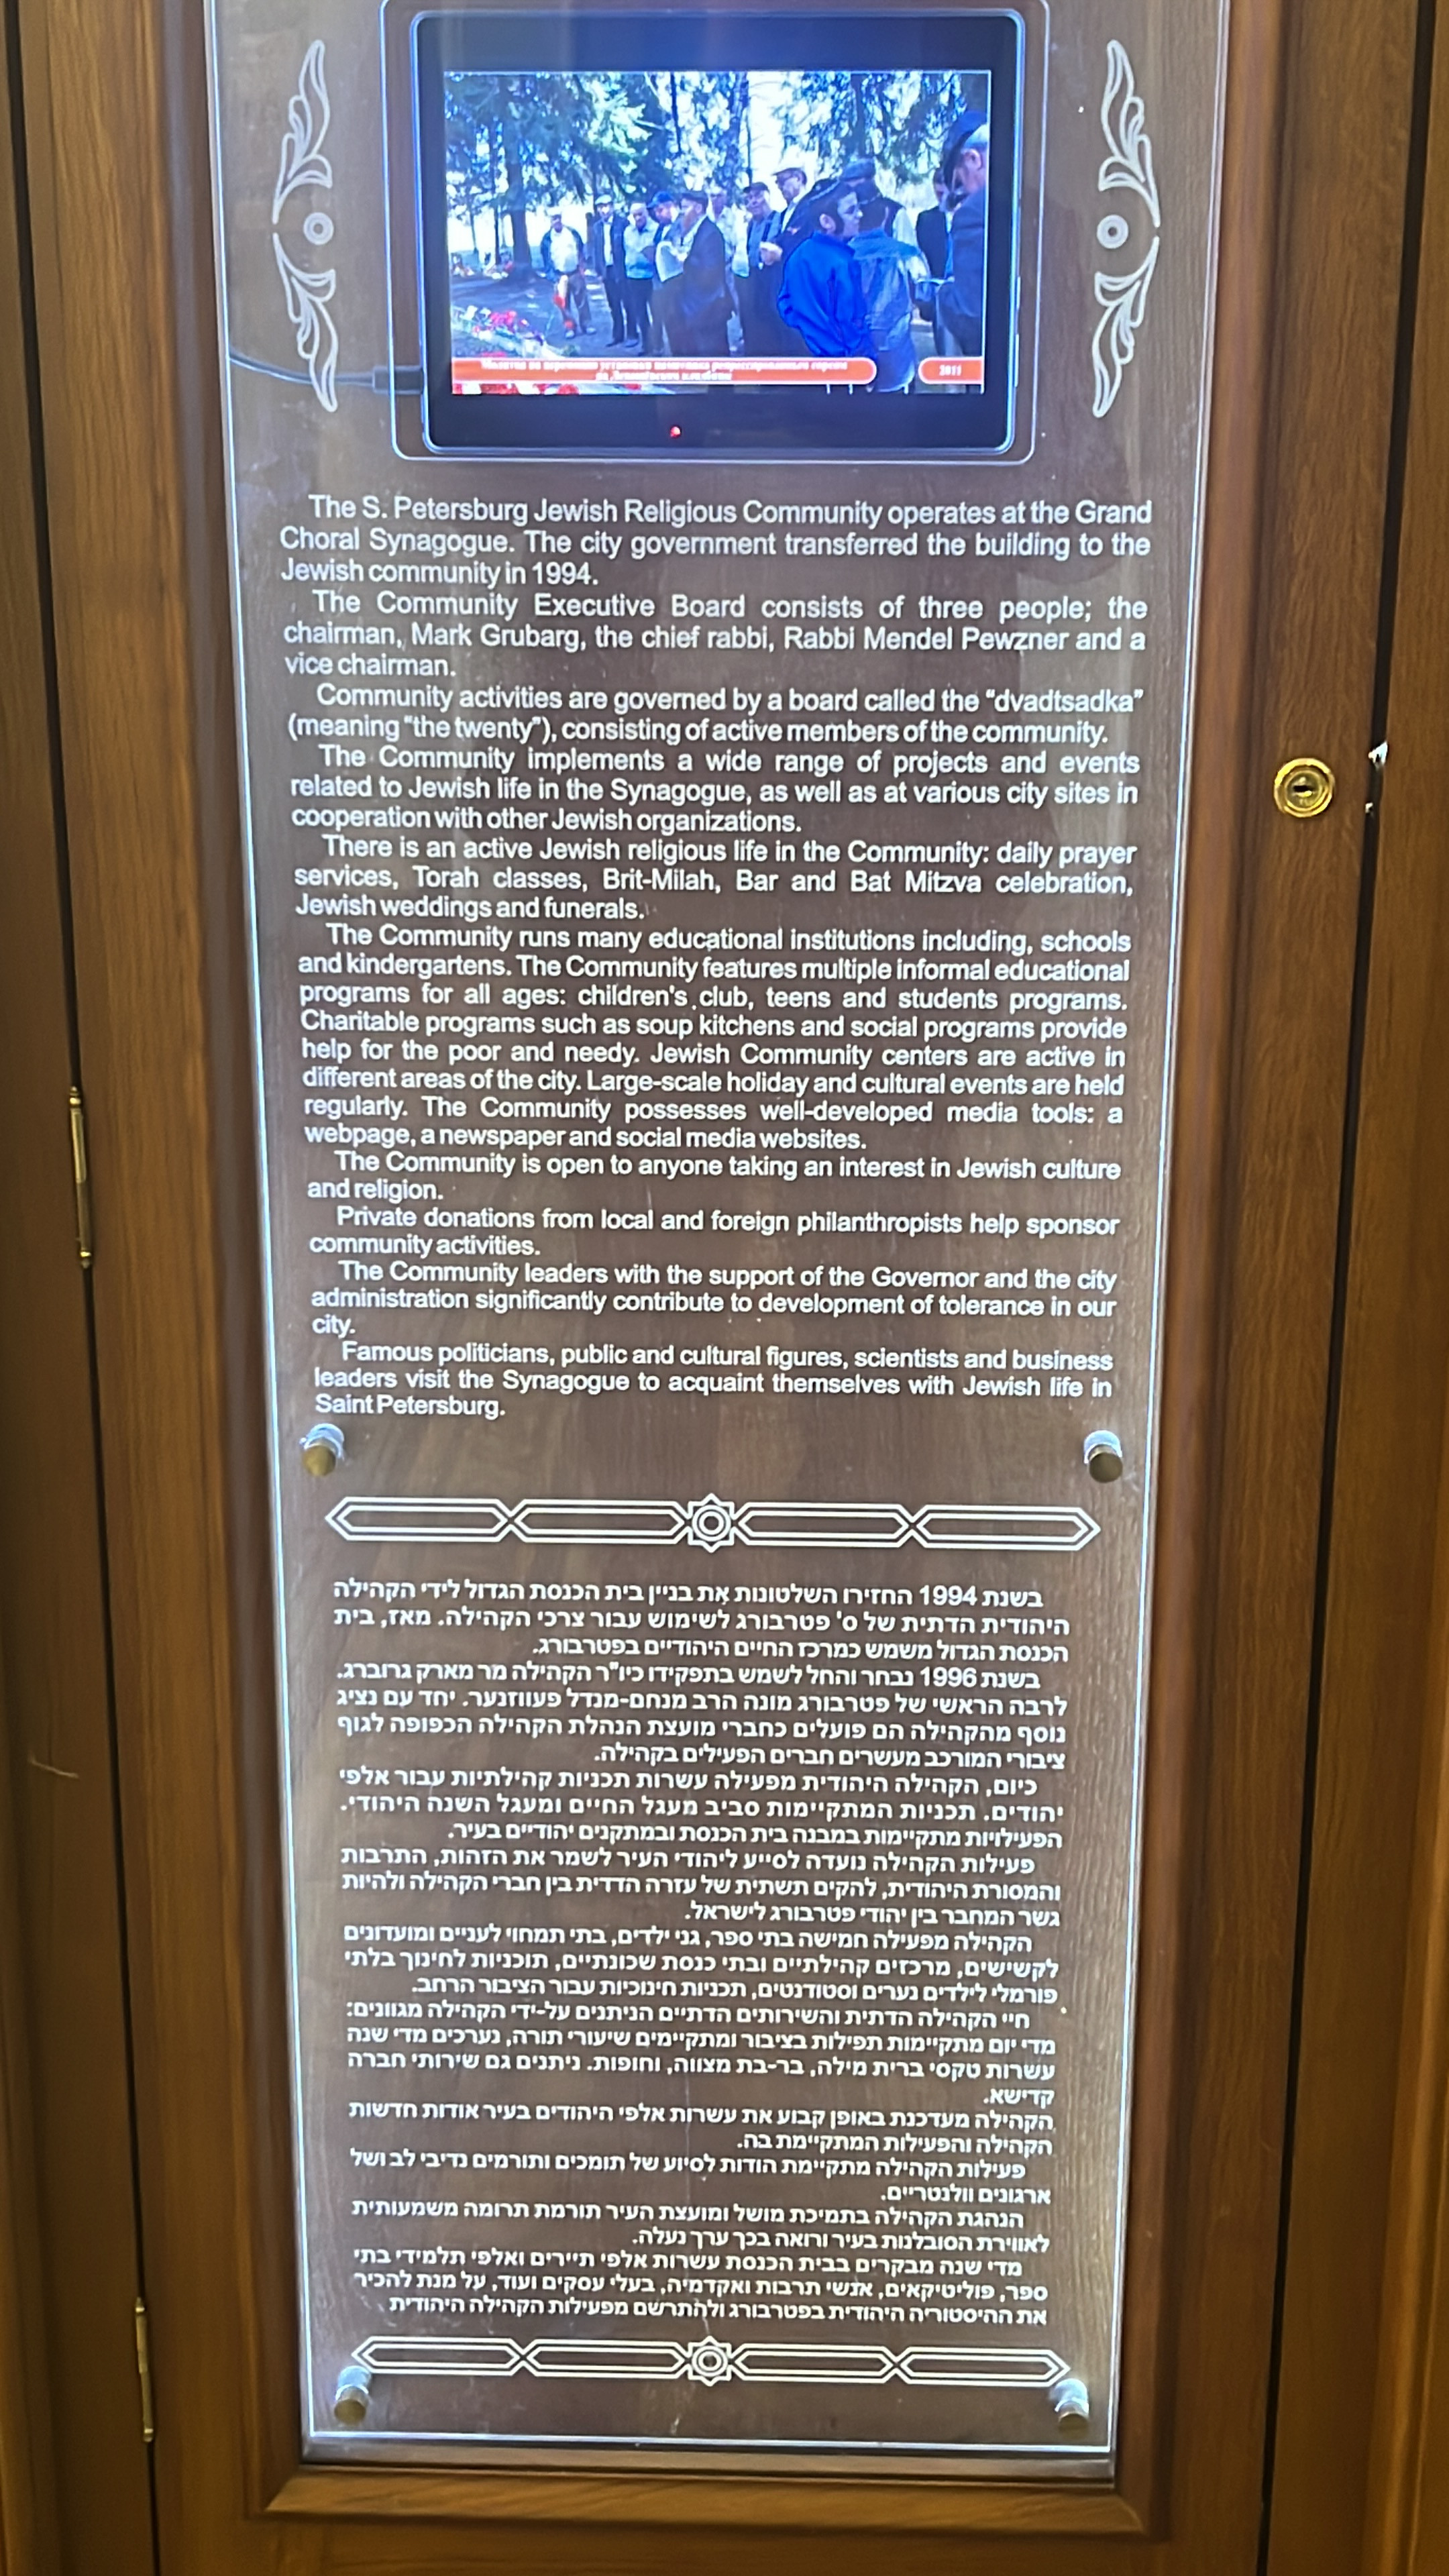 2011
The S. Petersburg Jewish Religious Community operates at the Grand
Choral Synagogue. The city government transferred the building to the
Jewish community in 1994.
The Community Executive Board consists of three people; the
chairman, Mark Grubarg, the chief rabbi, Rabbi Mendel Pewzner and a
vice chairman.
Community activities are governed by a board called the “dvadtsadka”
(meaning “the twenty”), consisting of active members of the community.
The Community implements a wide range of projects and events
related to Jewish life in the Synagogue, as well as at various city sites in
cooperation with other Jewish organizations.
There is an active Jewish religious life in the Community: daily prayer
services, Torah classes, Brit-Milah, Bar and Bat Mitzva celebration,
Jewish weddings and funerals.
The Community runs many educational institutions including, schools
and kindergartens. The Community features multiple informal educational
programs for all ages: children's club, teens and students programs.
Charitable programs such as soup kitchens and social programs provide
help for the poor and needy. Jewish Community centers are active in
different areas of the city. Large-scale holiday and cultural events are held
regularly. The Community possesses well-developed media tools: a
webpage, a newspaper and social media websites.
The Community is open to anyone taking an interest in Jewish culture
and religion.
Private donations from local and foreign philanthropists help sponsor
community activities.
The Community leaders with the support of the Governor and the city
administration significantly contribute to development of tolerance in our
city.
Famous politicians, public and cultural figures, scientists and business
leaders visit the Synagogue to acquaint themselves with Jewish life in
Saint Petersburg.
בשנת 1994 החזירו השלטונות את בניין בית הכנסת הגדול לידי הקהילה
היהודית הדתית של ס' פטרבורג לשימוש עבור צרכי הקהילה. מאז, בית
הכנסת הגדול משמש כמרכז החיים היהודיים בפטרבורג.
בשנת 1996 נבחר והחל לשמש בתפקידו כיו"ר הקהילה מר מארק גרוברג.
לרבה הראשי של פטרבורג מונה הרב מנחם-מנדל פעווזנער. יחד עם נציג
נוסף מהקהילה הם פועלים כחברי מועצת הנהלת הקהילה הכפופה לגוף
ציבורי המורכב מעשרים חברים הפעילים בקהילה.
כיום, הקהילה היהודית מפעילה עשרות תכניות קהילתיות עבור אלפי
יהודים. תכניות המתקיימות סביב מעגל החיים ומעגל השנה היהודי.
הפעילויות מתקיימות במבנה בית הכנסת ובמתקנים יהודיים בעיר.
פעילות הקהילה נועדה לסייע ליהודי העיר לשמר את הזהות, התרבות
והמסורת היהודית, להקים תשתית של עזרה הדדית בין חברי הקהילה ולהיות
גשר המחבר בין יהודי פטרבורג לישראל.
הקהילה מפעילה חמישה בתי ספר, גני ילדים, בתי תמחוי לעניים ומועדונים
לקשישים, מרכזים קהילתיים ובתי כנסת שכונתיים, תוכניות לחינוך בלתי
פורמלי לילדים נערים וסטודנטים, תכניות חינוכיות עבור הציבור הרחב.
חיי הקהילה הדתית והשירותים הדתיים הניתנים על-ידי הקהילה מגוונים:
מדי יום מתקיימות תפילות בציבור ומתקיימים שיעורי תורה, נערכים מדי שנה
עשרות טקסי ברית מילה, בר-בת מצווה, וחופות. ניתנים גם שירותי חברה
קדישא.
הקהילה מעדכנת באופן קבוע את עשרות אלפי היהודים בעיר אודות חדשות
הקהילה והפעילות המתקיימת בה.
פעילות הקהילה מתקיימת הודות לסיוע של תומכים ותורמים נדיבי לב ושל
ארגונים וולנטריים.
הנהגת הקהילה בתמיכת מושל ומועצת העיר תורמת תרומה משמעותית
לאווירת הסובלנות בעיר ורואה בכך ערך נעלה.
מדי שנה מבקרים בבית הכנסת עשרות אלפי תיירים ואלפי תלמידי בתי
ספר, פוליטיקאים, אנשי תרבות ואקדמיה, בעלי עסקים ועוד, על מנת להכיר
את ההיסטוריה היהודית בפטרבורג ולהתרשם מפעילות הקהילה היהודית